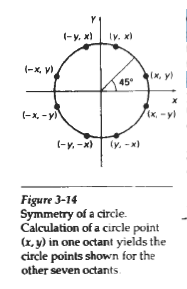 y
(-y, x) (y, x)
(-x, y) (x, y)
45°
x
(-x, -y) (x, -y)
(-y, -x) (y, -x)
Figure 3-14
Symmetry of a circle.
Calculation of a circle point
(x, y) in one octant yields the
circle points shown for the
other seven octants.